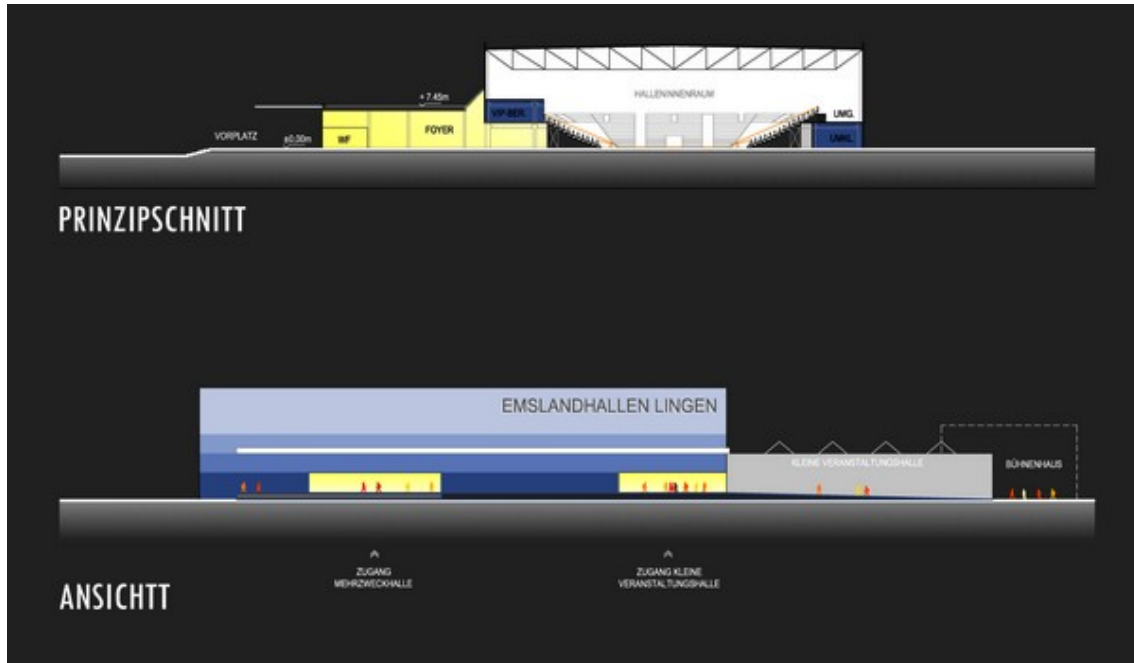 + 7.45m
HALLENINNENRAUM
VIP-BER.
UMG.
VORPLATZ
±0,00m
WF
FOYER
UMKL.
PRINZIPSCHNITT
EMSLANDHALLEN LINGEN
KLEINE VERANSTALTUNGSHALLE
BÜHNENHAUS
ZUGANG
MEHRZWECKHALLE
ZUGANG KLEINE
VERANSTALTUNGSHALLE
ANSICHTT